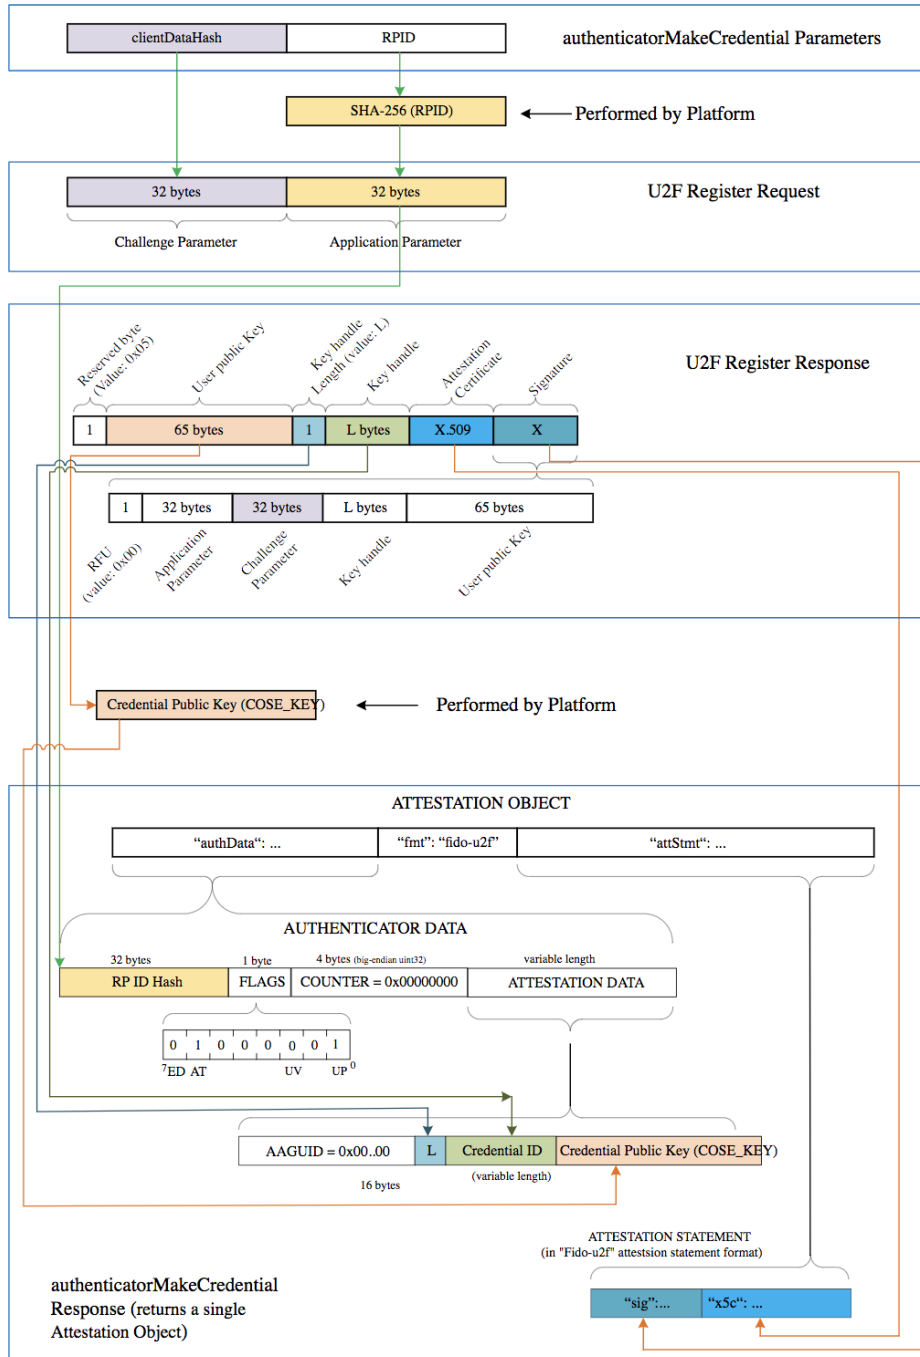 clientDataHash
RPID
authenticatorMakeCredential Parameters
SHA-256 (RPID)
Performed by Platform
U2F Register Request
32 bytes
32 bytes
Challenge Parameter
Application Parameter
U2F Register Response
Reserved byte
(Value: 0x05)
User public Key
Key handle
Length (value: L)
Key handle
Attestation
Certificate
Signature
1
65 bytes
1
L bytes
X.509
X
1
32 bytes
32 bytes
L bytes
65 bytes
RFU
(value: 0x00)
Application
Parameter
Challenge
Parameter
Key handle
User public Key
Credential Public Key (COSE_KEY)
Performed by Platform
ATTESTATION OBJECT
“authData“: ...
“fmt”: “fido-u2f”
“attStmt“: ...
AUTHENTICATOR DATA
32 bytes
1 byte
4 bytes (big-endian uint32)
variable length
RP ID Hash
FLAGS
COUNTER = 0x00000000
ATTESTATION DATA
0 1 0 0 0 0 0 1
7 ED AT UV UP 0
AAGUID = 0x00..00
L
Credential ID
Credential Public Key (COSE_KEY)
16 bytes
(variable length)
ATTESTATION STATEMENT
(in "Fido-u2f" attestsion statement format)
“sig”:...
“x5c“: ...
authenticatorMakeCredential
Response (returns a single
Attestation Object)